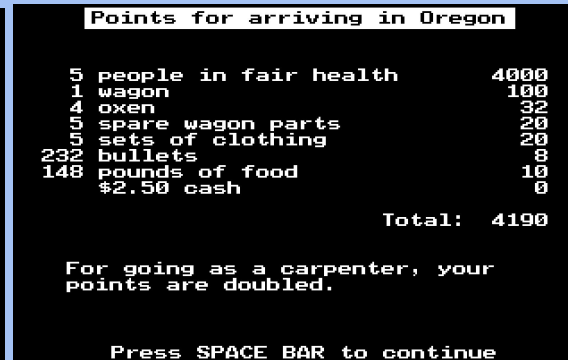 Points for arriving in Oregon
5 people in fair health 4000
1 wagon 100
4 oxen 32
5 spare wagon parts 20
5 sets of clothing 20
232 bullets 8
148 pounds of food 10
$2.50 cash 0
Total: 4190
For going as a carpenter, your
points are doubled.
Press SPACE BAR to continue